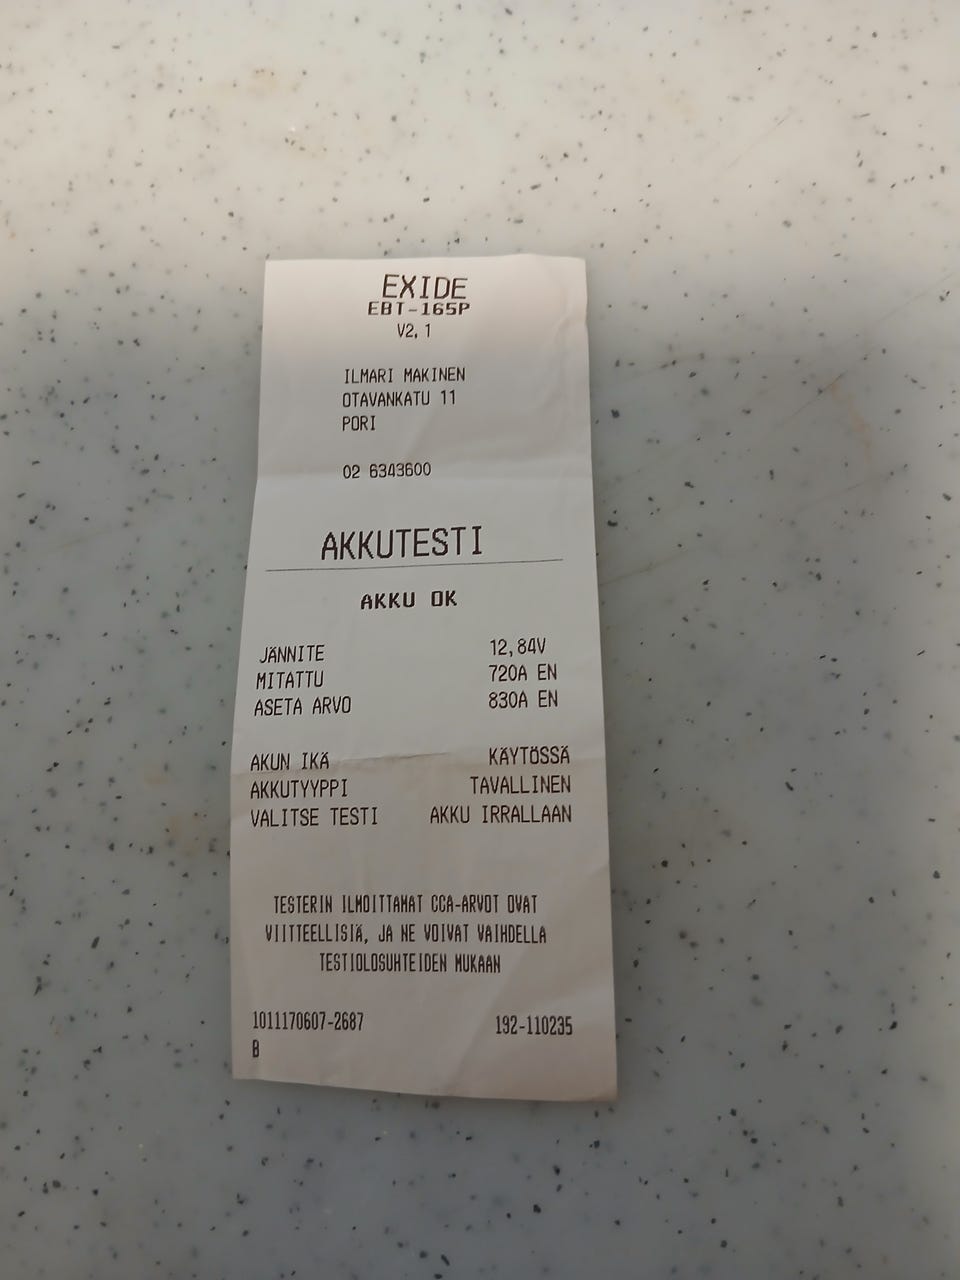 EXIDE
EBT-165P
V2,1
ILMARI MAKINEN
OTAVANKATU 11
PORI
02 6343600
AKKUTESTI
AKKU OK
JÄNNITE 12,84V
MITATTU 720A EN
ASETA ARVO 830A EN
AKUN IKÄ KÄYTÖSSÄ
AKKUTYYPPI TAVALLINEN
VALITSE TESTI AKKU IRRALLAAN
TESTERIN ILMOITTAMAT CCA-ARVOT OVAT
VIITTEELLISIÄ, JA NE VOIVAT VAIHDELLA
TESTIOLOSUHTEIDEN MUKAAN
1011170607-2687 192-110235
B